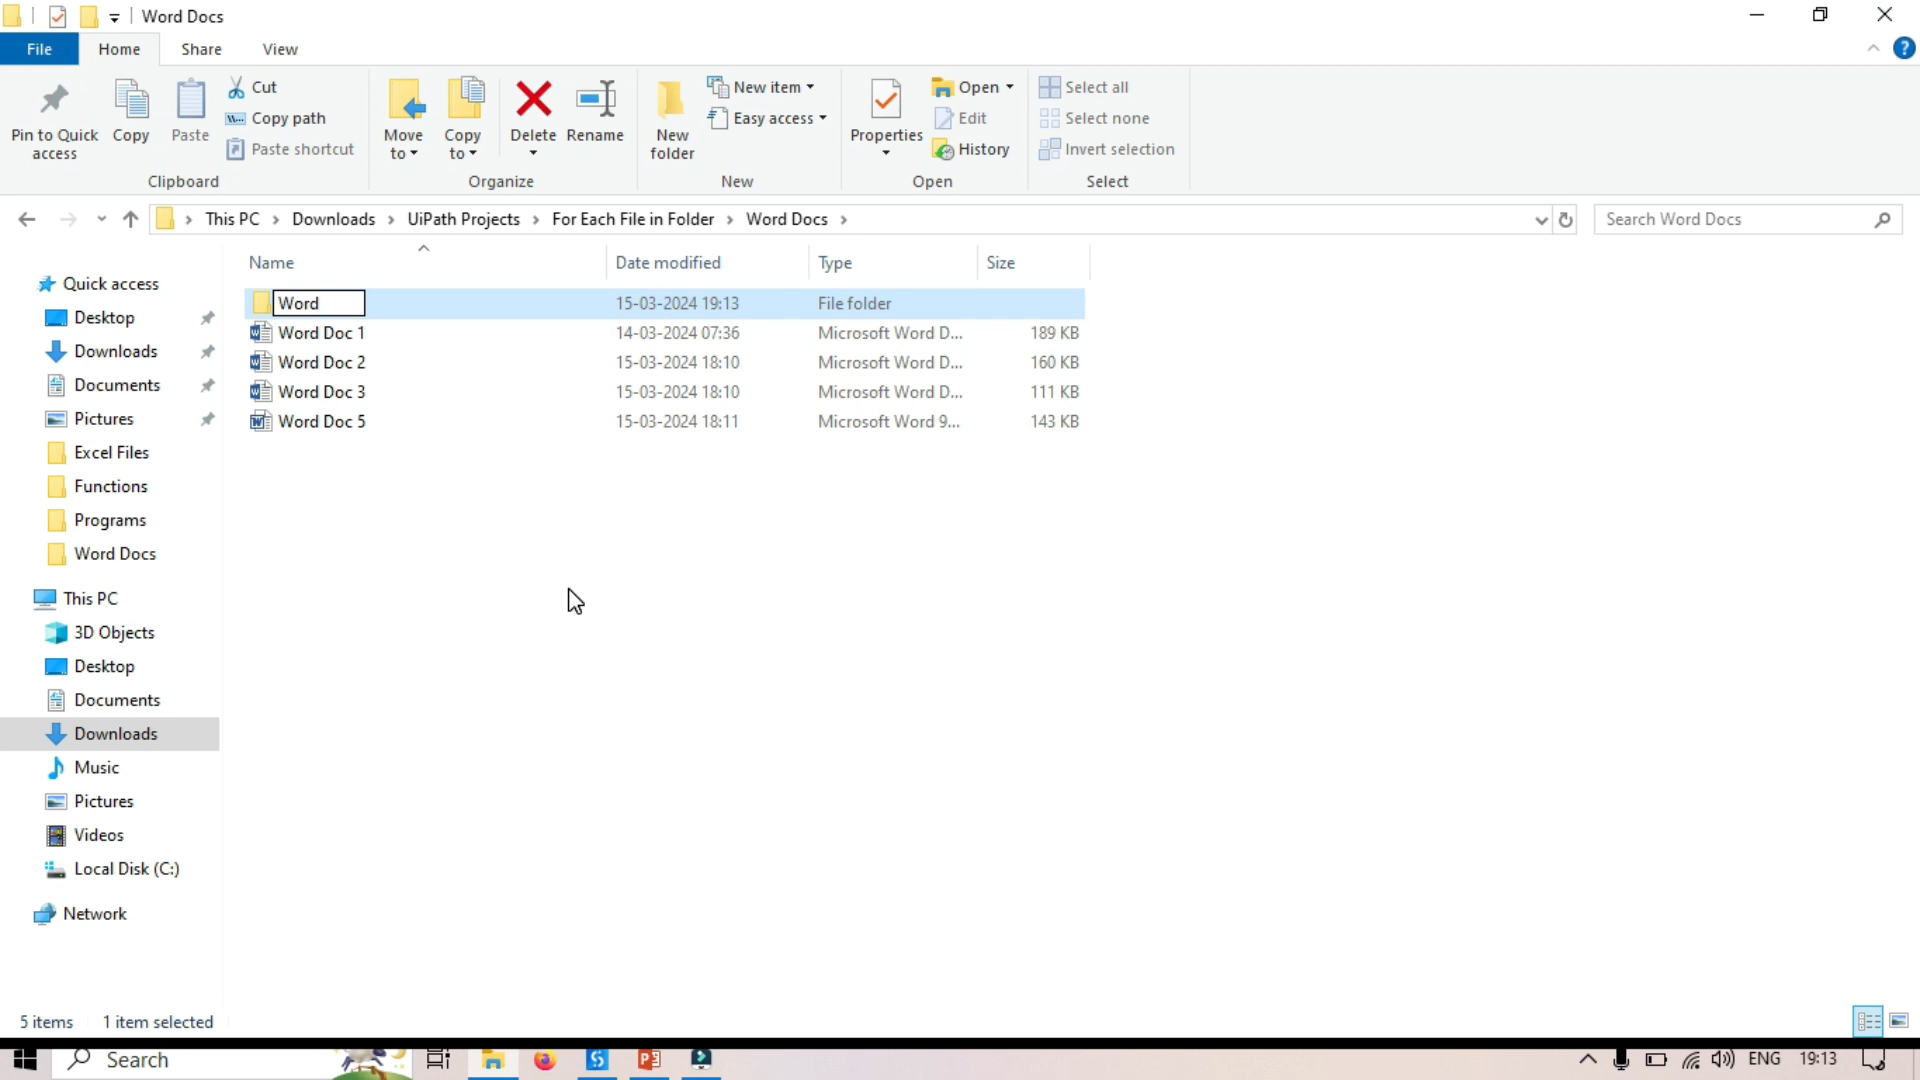 Word Docs
File
Home
Share
View
?
Pin to Quick
access
Copy
Paste
Cut
Copy path
Paste shortcut
Clipboard
Move
to
Copy
to
Delete
Rename
Organize
New
folder
New item
Easy access
New
Properties
Open
Edit
History
Open
Select all
Select none
Invert selection
Select
This PC
Downloads
UiPath Projects
For Each File in Folder
Word Docs
Search Word Docs
Name
Date modified
Type
Size
Word
15-03-2024 19:13
File folder
Word Doc 1
14-03-2024 07:36
Microsoft Word D...
189 KB
Word Doc 2
15-03-2024 18:10
Microsoft Word D...
160 KB
Word Doc 3
15-03-2024 18:10
Microsoft Word D...
111 KB
Word Doc 5
15-03-2024 18:11
Microsoft Word 9...
143 KB
Quick access
Desktop
Downloads
Documents
Pictures
Excel Files
Functions
Programs
Word Docs
This PC
3D Objects
Desktop
Documents
Downloads
Music
Pictures
Videos
Local Disk (C:)
Network
5 items
1 item selected
Search
ENG
19:13